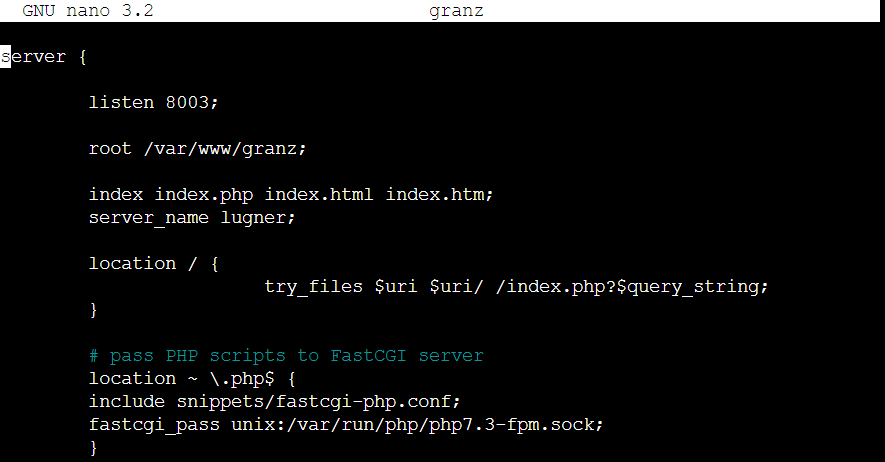 GNU nano 3.2 granz
server {
listen 8003;
root /var/www/granz;
index index.php index.html index.htm;
server_name lugner;
location / {
try_files $uri $uri/ /index.php?$query_string;
}
# pass PHP scripts to FastCGI server
location ~ \.php$ {
include snippets/fastcgi-php.conf;
fastcgi_pass unix:/var/run/php/php7.3-fpm.sock;
}